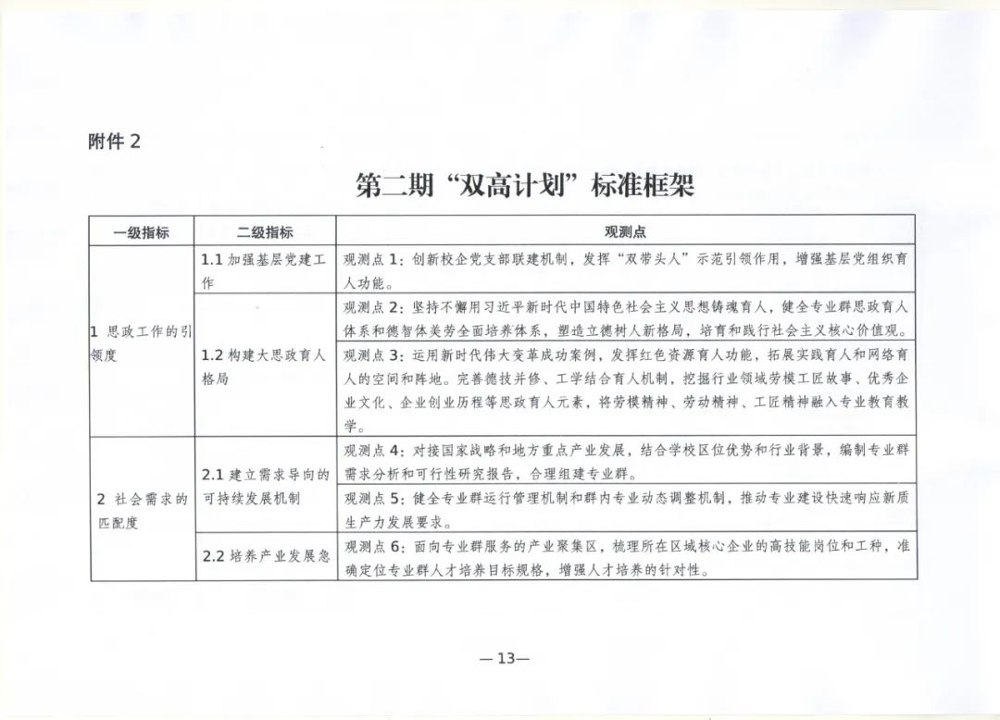 附件 2
第二期“双高计划”标准框架
一级指标
二级指标
观测点
1 思政工作的引
领度
1.1 加强基层党建工
作
观测点 1：创新校企党支部联建机制，发挥“双带头人”示范引领作用，增强基层党组织育
人功能。
1.2 构建大思政育人
格局
观测点 2：坚持不懈用习近平新时代中国特色社会主义思想铸魂育人，健全专业群思政育人
体系和德智体美劳全面培养体系，塑造立德树人新格局，培育和践行社会主义核心价值观。
观测点 3：运用新时代伟大变革成功案例，发挥红色资源育人功能，拓展实践育人和网络育
人的空间和阵地。完善德技并修、工学结合育人机制，挖掘行业领域劳模工匠故事、优秀企
业文化、企业创业历程等思政育人元素，将劳模精神、劳动精神、工匠精神融入专业教育教
学。
2 社会需求的
匹配度
2.1 建立需求导向的
可持续发展机制
观测点 4：对接国家战略和地方重点产业发展，结合学校区位优势和行业背景，编制专业群
需求分析和可行性研究报告，合理组建专业群。
观测点 5：健全专业群运行管理机制和群内专业动态调整机制，推动专业建设快速响应新质
生产力发展要求。
2.2 培养产业发展急
观测点 6：面向专业群服务的产业聚集区，梳理所在区域核心企业的高技能岗位和工种，准
确定位专业群人才培养目标规格，增强人才培养的针对性。
—13—